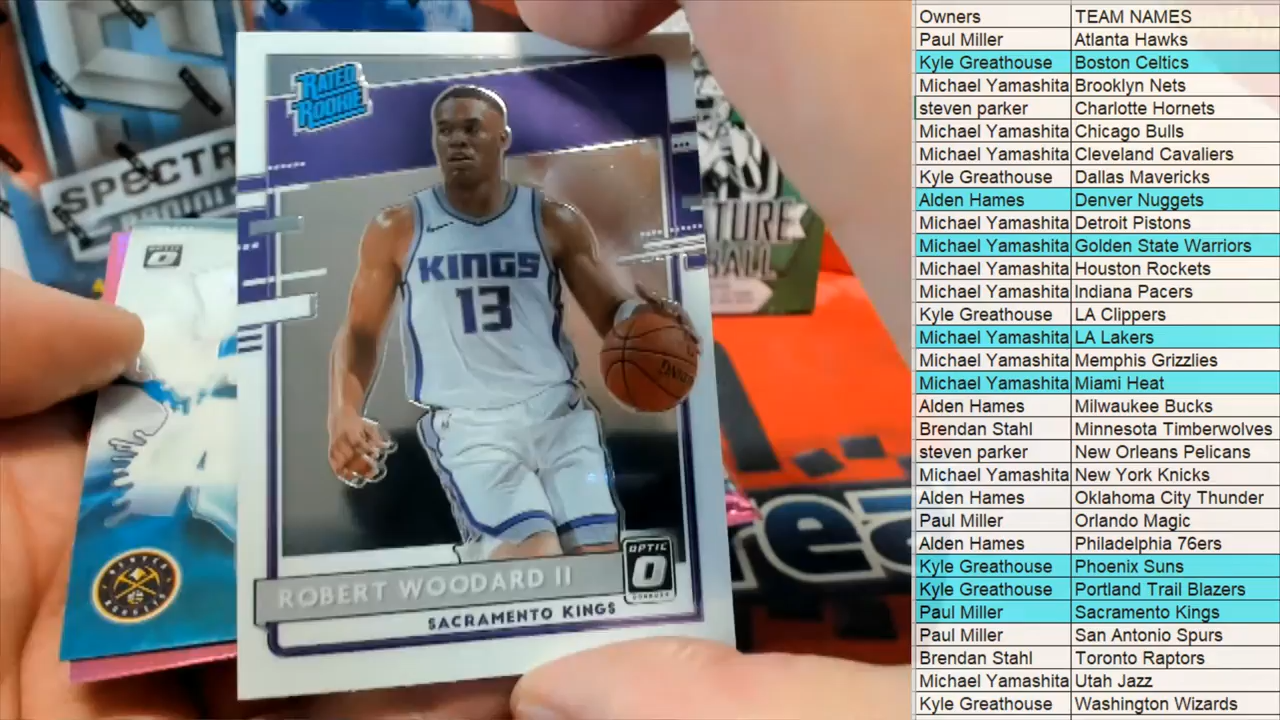 RATED
ROOKIE
KINGS
13
ROBERT WOODARD II
SACRAMENTO KINGS
OPTIC
SPECTR
TURE
BALL
OPTIC
Owners TEAM NAMES
Paul Miller Atlanta Hawks
Kyle Greathouse Boston Celtics
Michael Yamashita Brooklyn Nets
steven parker Charlotte Hornets
Michael Yamashita Chicago Bulls
Michael Yamashita Cleveland Cavaliers
Kyle Greathouse Dallas Mavericks
Alden Hames Denver Nuggets
Michael Yamashita Detroit Pistons
Michael Yamashita Golden State Warriors
Michael Yamashita Houston Rockets
Michael Yamashita Indiana Pacers
Kyle Greathouse LA Clippers
Michael Yamashita LA Lakers
Michael Yamashita Memphis Grizzlies
Michael Yamashita Miami Heat
Alden Hames Milwaukee Bucks
Brendan Stahl Minnesota Timberwolves
steven parker New Orleans Pelicans
Michael Yamashita New York Knicks
Alden Hames Oklahoma City Thunder
Paul Miller Orlando Magic
Alden Hames Philadelphia 76ers
Kyle Greathouse Phoenix Suns
Kyle Greathouse Portland Trail Blazers
Paul Miller Sacramento Kings
Paul Miller San Antonio Spurs
Brendan Stahl Toronto Raptors
Michael Yamashita Utah Jazz
Kyle Greathouse Washington Wizards